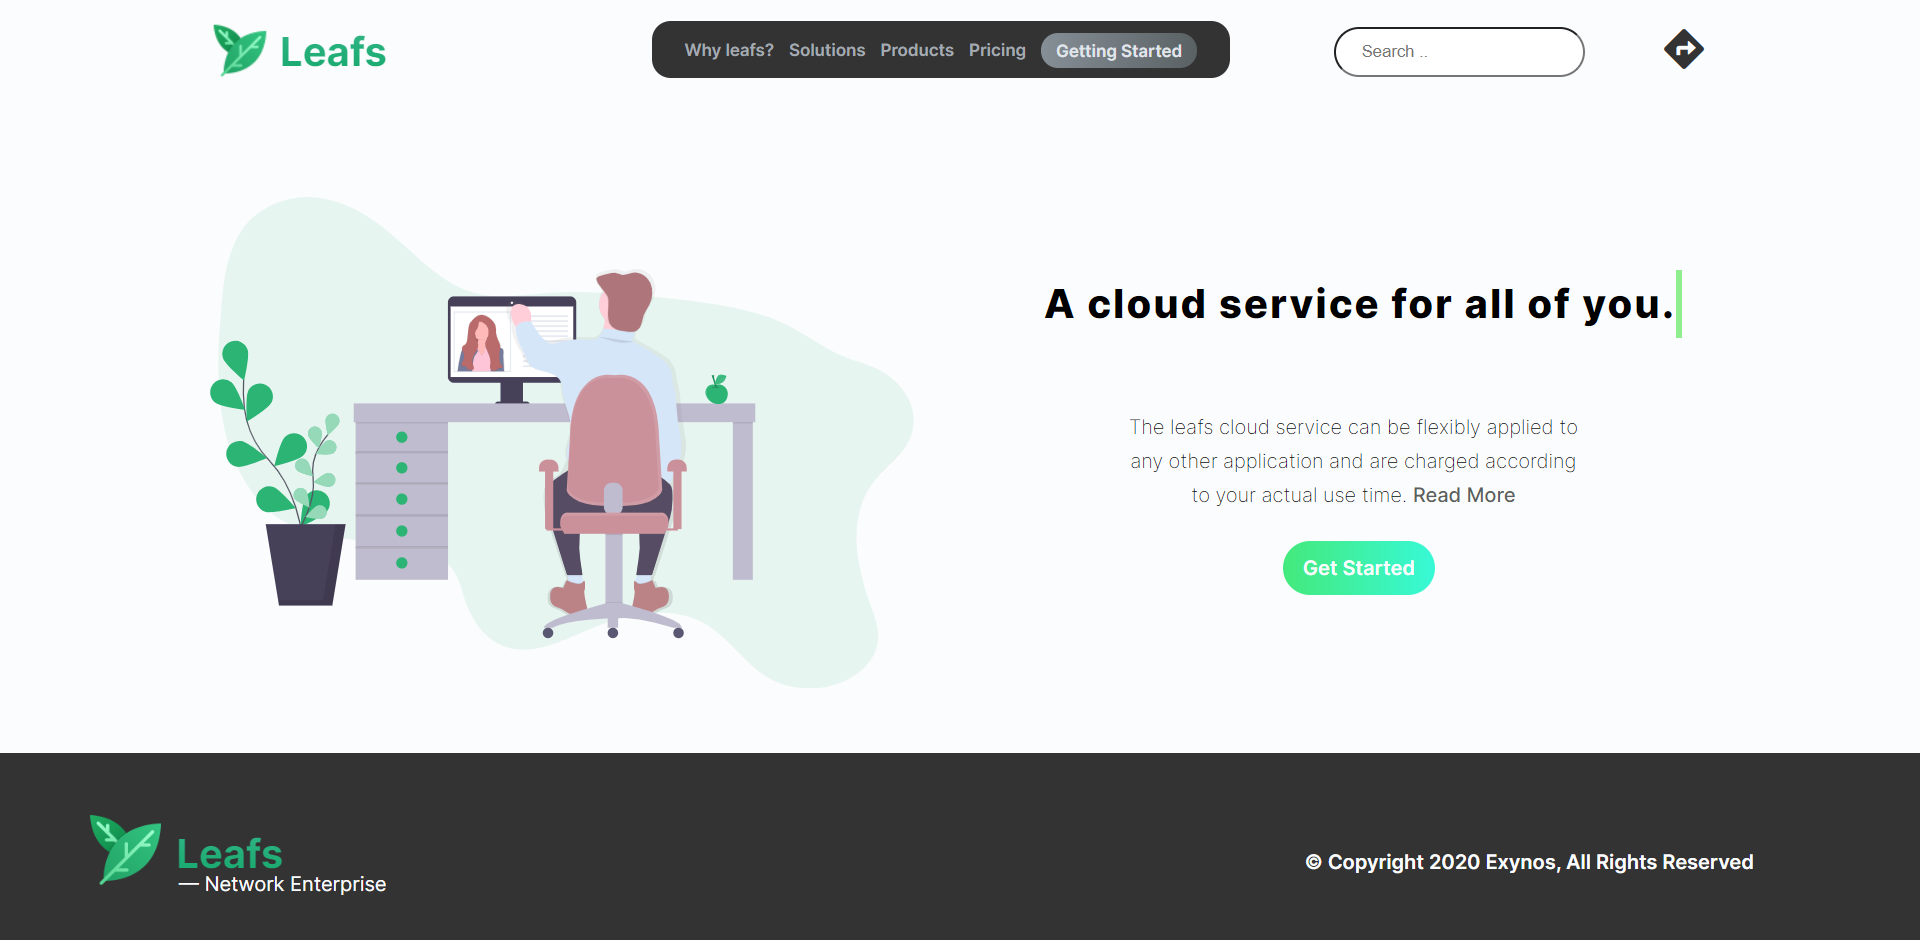 Leafs
Why leafs? Solutions Products Pricing Getting Started
Search ..
A cloud service for all of you.
The leafs cloud service can be flexibly applied to
any other application and are charged according
to your actual use time. Read More
Get Started
Leafs
— Network Enterprise
© Copyright 2020 Exynos, All Rights Reserved